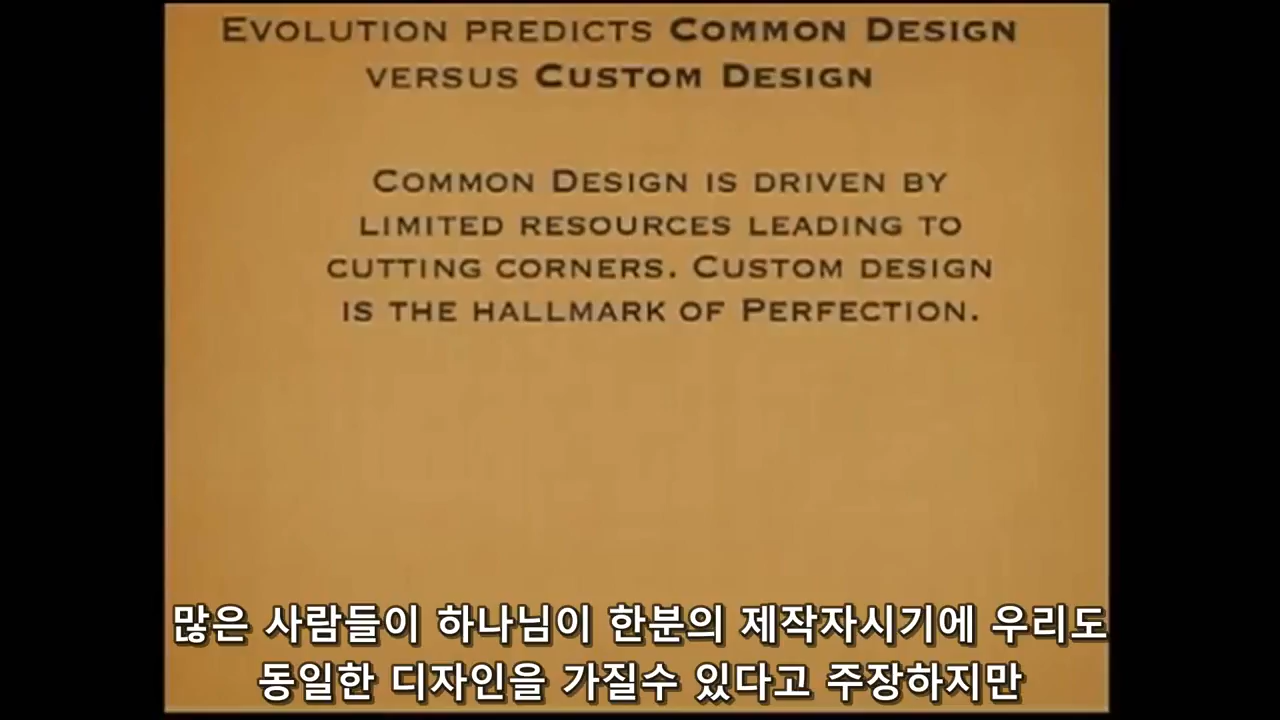 EVOLUTION PREDICTS COMMON DESIGN
VERSUS CUSTOM DESIGN
COMMON DESIGN IS DRIVEN BY
LIMITED RESOURCES LEADING TO
CUTTING CORNERS. CUSTOM DESIGN
IS THE HALLMARK OF PERFECTION.
많은 사람들이 하나님이 한분의 제작자시기에 우리도
동일한 디자인을 가질수 있다고 주장하지만